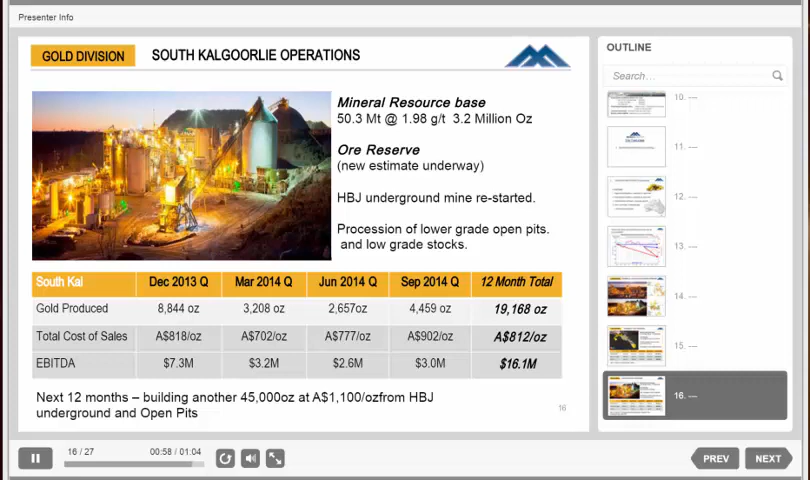 Presenter Info
GOLD DIVISION SOUTH KALGOORLIE OPERATIONS
Mineral Resource base
50.3 Mt @ 1.98 g/t 3.2 Million Oz
Ore Reserve
(new estimate underway)
HBJ underground mine re-started.
Procession of lower grade open pits.
and low grade stocks.
South Kal Dec 2013 Q Mar 2014 Q Jun 2014 Q Sep 2014 Q 12 Month Total
Gold Produced 8,844 oz 3,208 oz 2,657oz 4,459 oz 19,168 oz
Total Cost of Sales A$818/oz A$702/oz A$777/oz A$902/oz A$812/oz
EBITDA $7.3M $3.2M $2.6M $3.0M $16.1M
Next 12 months – building another 45,000oz at A$1,100/ozfrom HBJ
underground and Open Pits
16
OUTLINE
Search...
10. ----
11. ----
12. ----
13. ----
14. ----
15. ----
16. ----
16 / 27 00:58 / 01:04
PREV NEXT